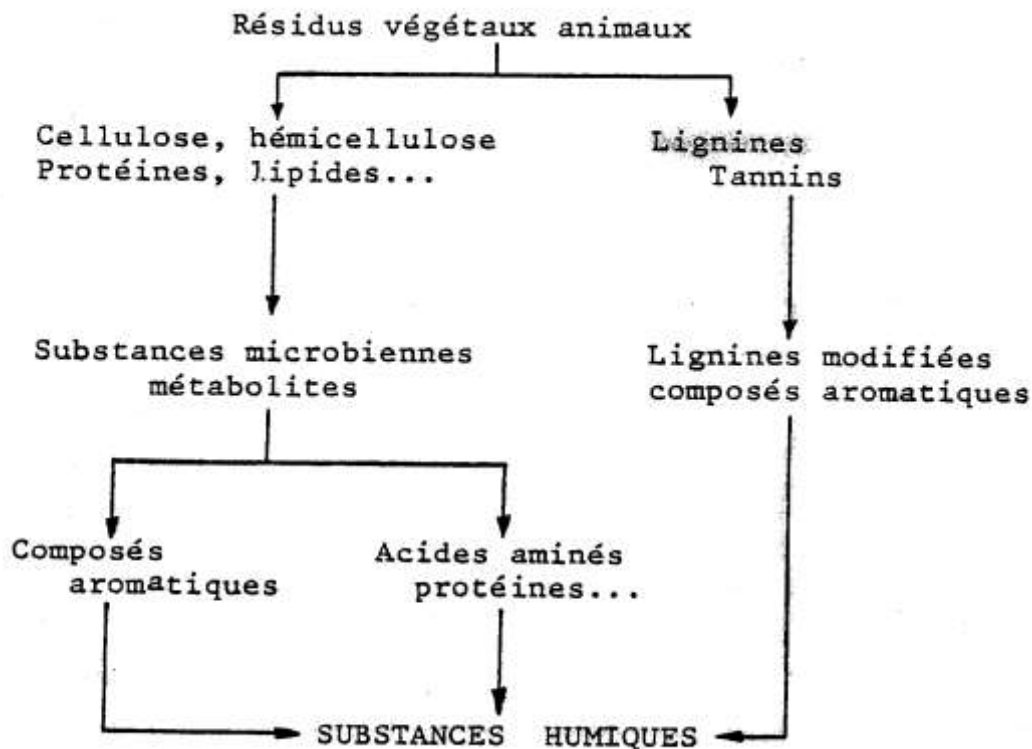 Résidus végétaux animaux
Cellulose, hémicellulose
Protéines, lipides...
Lignines
Tannins
Substances microbiennes
métabolites
Lignines modifiées
composés aromatiques
Composés
aromatiques
Acides aminés
protéines...
SUBSTANCES HUMIQUES